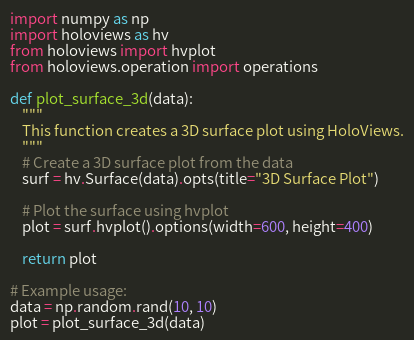 import numpy as np
import holoviews as hv
from holoviews import hvplot
from holoviews.operation import operations

def plot_surface_3d(data):
    """
    This function creates a 3D surface plot using HoloViews.
    """
    # Create a 3D surface plot from the data
    surf = hv.Surface(data).opts(title="3D Surface Plot")

    # Plot the surface using hvplot
    plot = surf.hvplot().options(width=600, height=400)

    return plot

# Example usage:
data = np.random.rand(10, 10)
plot = plot_surface_3d(data)